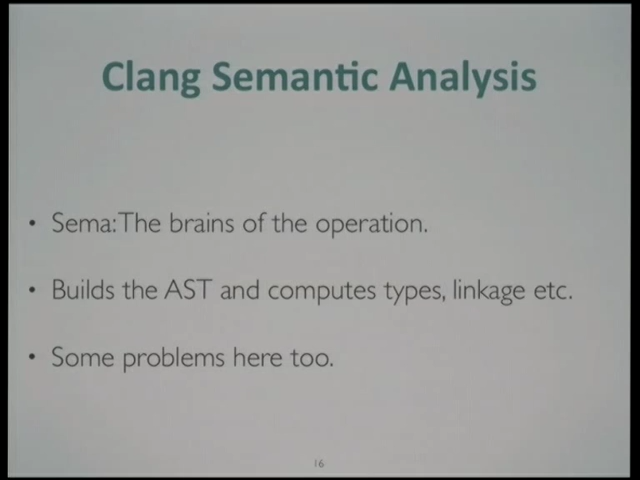 Clang Semantic Analysis
• Sema:The brains of the operation.
• Builds the AST and computes types, linkage etc.
• Some problems here too.
16